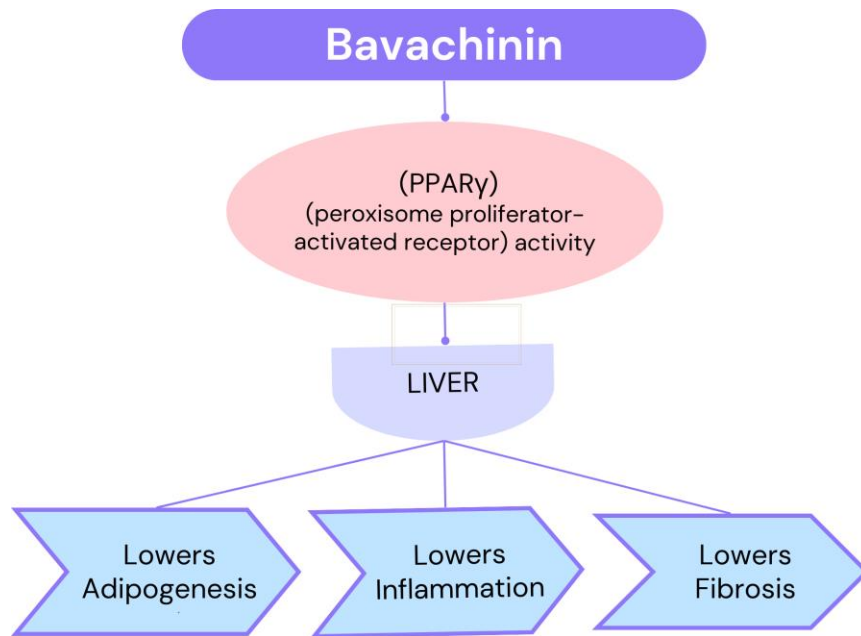 Bavachinin
(PPARγ)
(peroxisome proliferator-
activated receptor) activity
LIVER
Lowers
Adipogenesis
Lowers
Inflammation
Lowers
Fibrosis